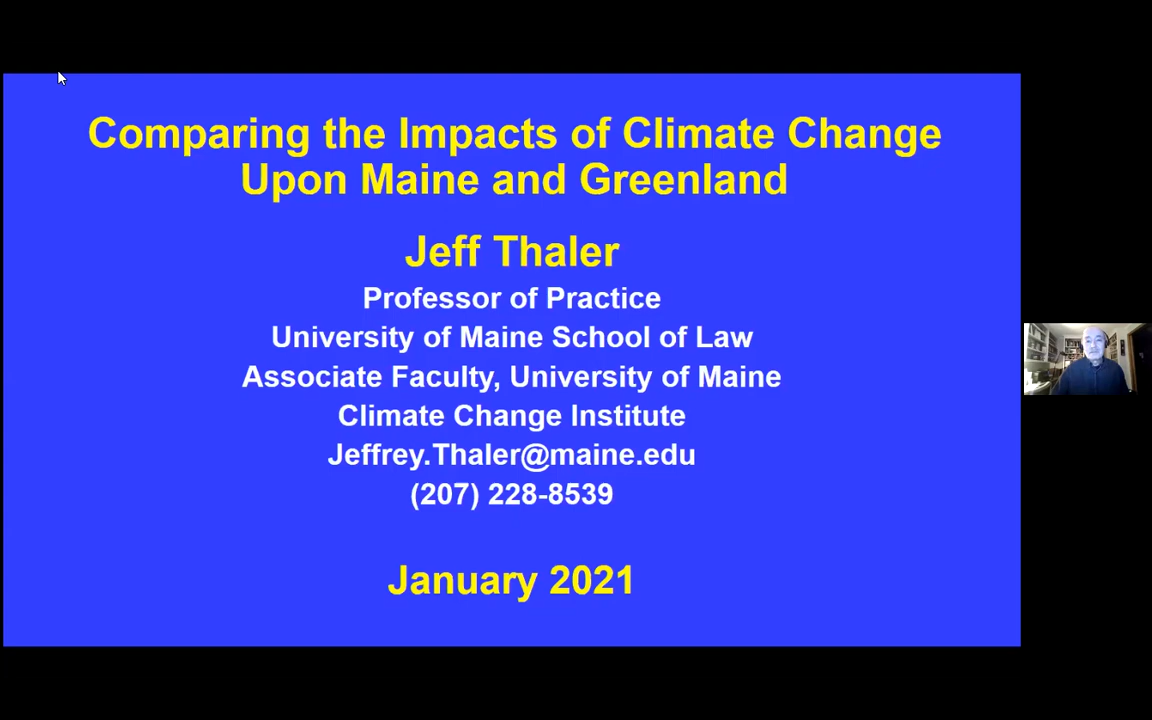 Comparing the Impacts of Climate Change
Upon Maine and Greenland
Jeff Thaler
Professor of Practice
University of Maine School of Law
Associate Faculty, University of Maine
Climate Change Institute
Jeffrey.Thaler@maine.edu
(207) 228-8539
January 2021